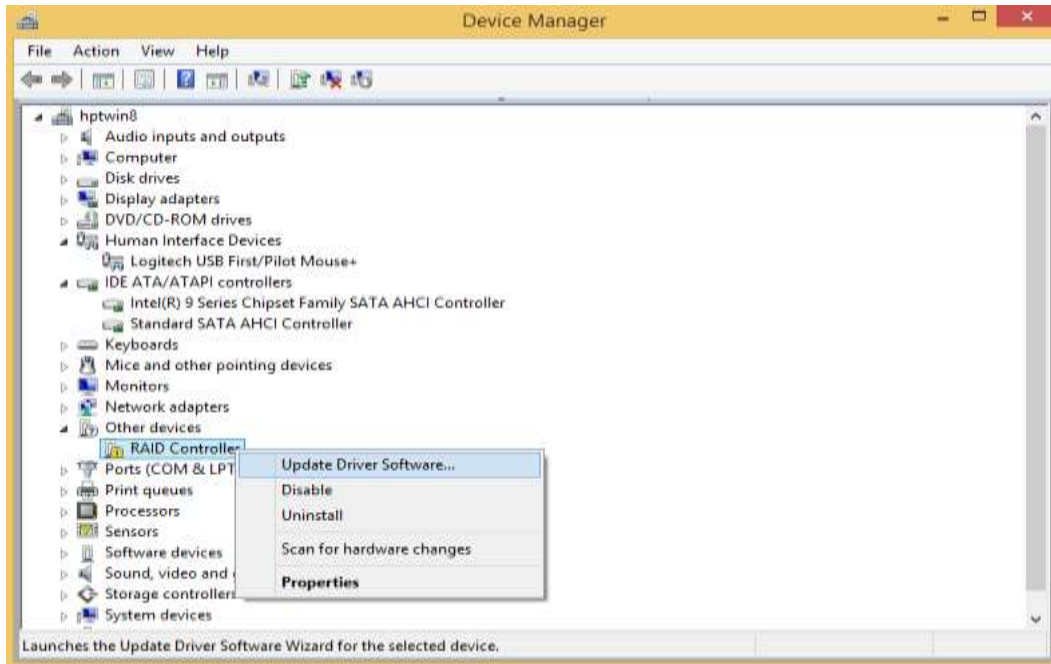 Device Manager
File Action View Help
hptwin8
Audio inputs and outputs
Computer
Disk drives
Display adapters
DVD/CD-ROM drives
Human Interface Devices
Logitech USB First/Pilot Mouse+
IDE ATA/ATAPI controllers
Intel(R) 9 Series Chipset Family SATA AHCI Controller
Standard SATA AHCI Controller
Keyboards
Mice and other pointing devices
Monitors
Network adapters
Other devices
RAID Controller
Ports (COM & LPT
Print queues
Processors
Sensors
Software devices
Sound, video and
Storage controllers
System devices
Update Driver Software...
Disable
Uninstall
Scan for hardware changes
Properties
Launches the Update Driver Software Wizard for the selected device.